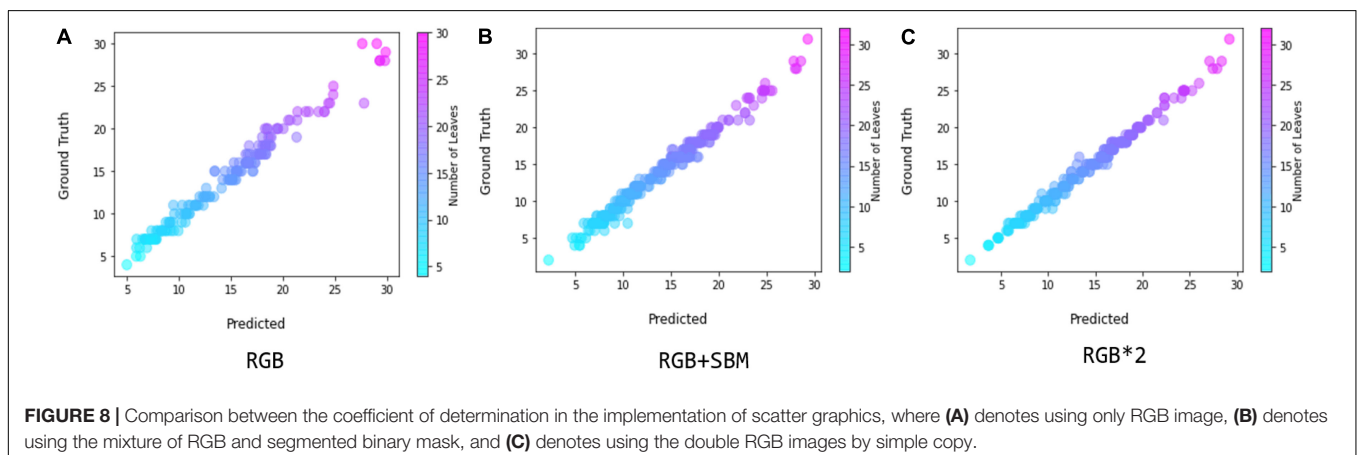 A
30
25
20
15
10
5
Ground Truth
5 10 15 20 25 30
Predicted
30
25
20
15
10
5
Number of Leaves
RGB
B
30
25
20
15
10
5
Ground Truth
5 10 15 20 25 30
Predicted
30
25
20
15
10
5
Number of Leaves
RGB+SBM
C
30
25
20
15
10
5
Ground Truth
5 10 15 20 25 30
Predicted
30
25
20
15
10
5
Number of Leaves
RGB*2
FIGURE 8 | Comparison between the coefficient of determination in the implementation of scatter graphics, where (A) denotes using only RGB image, (B) denotes
using the mixture of RGB and segmented binary mask, and (C) denotes using the double RGB images by simple copy.